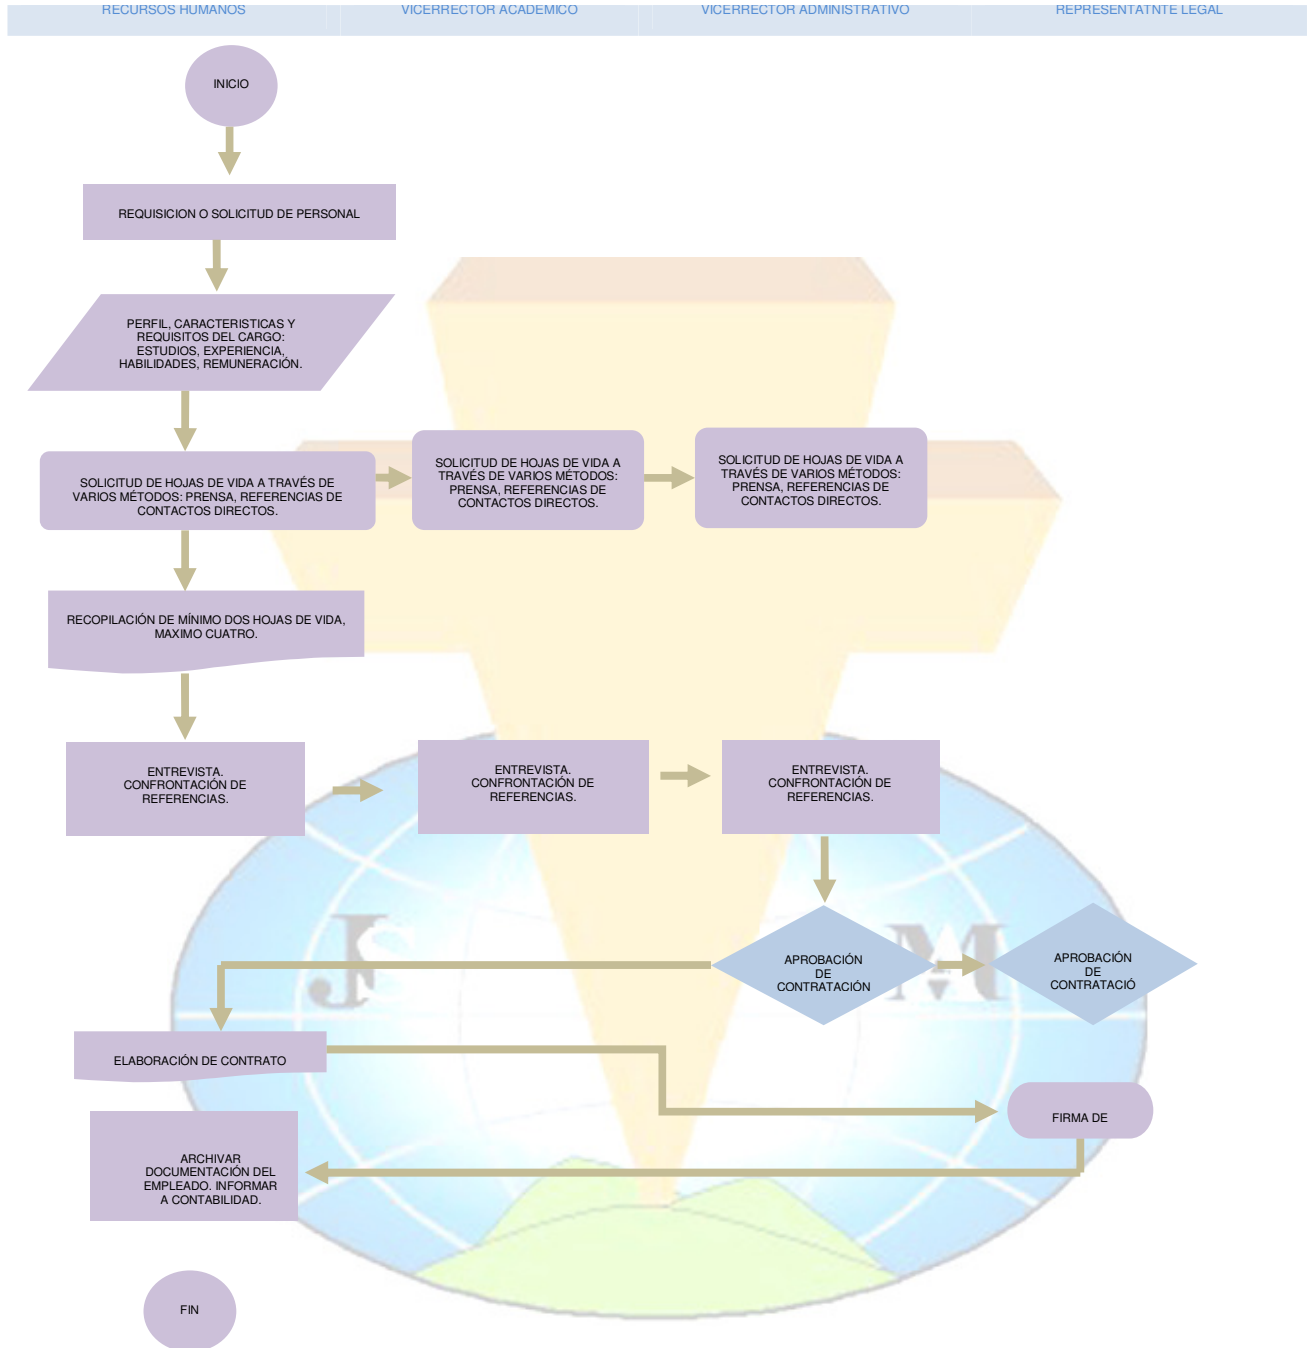 RECURSOS HUMANOS
VICERRECTOR ACADEMICO
VICERRECTOR ADMINISTRATIVO
REPRESENTATNTE LEGAL
INICIO
REQUISICION O SOLICITUD DE PERSONAL
PERFIL, CARACTERISTICAS Y
REQUISITOS DEL CARGO:
ESTUDIOS, EXPERIENCIA,
HABILIDADES, REMUNERACIÓN.
SOLICITUD DE HOJAS DE VIDA A TRAVÉS DE
VARIOS MÉTODOS: PRENSA, REFERENCIAS DE
CONTACTOS DIRECTOS.
SOLICITUD DE HOJAS DE VIDA A
TRAVÉS DE VARIOS MÉTODOS:
PRENSA, REFERENCIAS DE
CONTACTOS DIRECTOS.
SOLICITUD DE HOJAS DE VIDA A
TRAVÉS DE VARIOS MÉTODOS:
PRENSA, REFERENCIAS DE
CONTACTOS DIRECTOS.
RECOPILACIÓN DE MÍNIMO DOS HOJAS DE VIDA,
MAXIMO CUATRO.
ENTREVISTA.
CONFRONTACIÓN DE
REFERENCIAS.
ENTREVISTA.
CONFRONTACIÓN DE
REFERENCIAS.
ENTREVISTA.
CONFRONTACIÓN DE
REFERENCIAS.
APROBACIÓN
DE
CONTRATACIÓN
APROBACIÓN
DE
CONTRATACIÓ
ELABORACIÓN DE CONTRATO
FIRMA DE
ARCHIVAR
DOCUMENTACIÓN DEL
EMPLEADO. INFORMAR
A CONTABILIDAD.
FIN